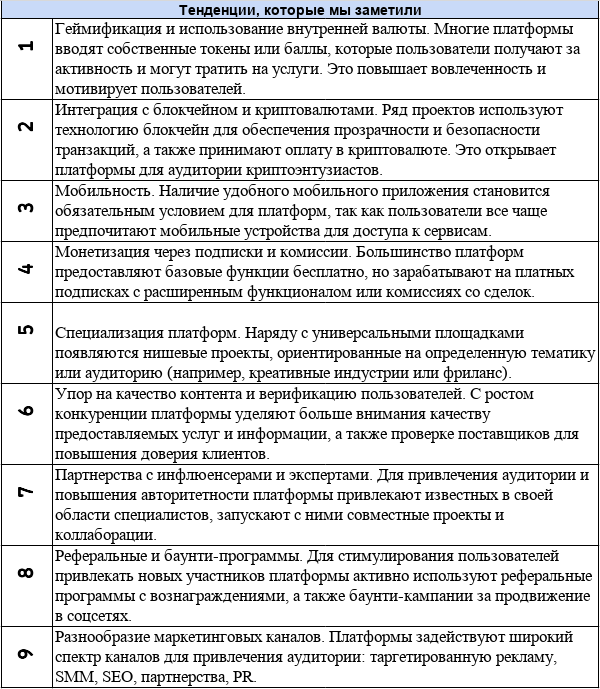 Тенденции, которые мы заметили
1
Геймификация и использование внутренней валюты. Многие платформы
вводят собственные токены или баллы, которые пользователи получают за
активность и могут тратить на услуги. Это повышает вовлеченность и
мотивирует пользователей.
2
Интеграция с блокчейном и криптовалютами. Ряд проектов используют
технологию блокчейн для обеспечения прозрачности и безопасности
транзакций, а также принимают оплату в криптовалюте. Это открывает
платформы для аудитории криптоэнтузиастов.
3
Мобильность. Наличие удобного мобильного приложения становится
обязательным условием для платформ, так как пользователи все чаще
предпочитают мобильные устройства для доступа к сервисам.
4
Монетизация через подписки и комиссии. Большинство платформ
предоставляют базовые функции бесплатно, но зарабатывают на платных
подписках с расширенным функционалом или комиссиях со сделок.
5
Специализация платформ. Наряду с универсальными площадками
появляются нишевые проекты, ориентированные на определенную тематику
или аудиторию (например, креативные индустрии или фриланс).
6
Упор на качество контента и верификацию пользователей. С ростом
конкуренции платформы уделяют больше внимания качеству
предоставляемых услуг и информации, а также проверке поставщиков для
повышения доверия клиентов.
7
Партнерства с инфлюенсерами и экспертами. Для привлечения аудитории и
повышения авторитетности платформы привлекают известных в своей
области специалистов, запускают с ними совместные проекты и
коллаборации.
8
Реферальные и баунти-программы. Для стимулирования пользователей
привлекать новых участников платформы активно используют реферальные
программы с вознаграждениями, а также баунти-кампании за продвижение
в соцсетях.
9
Разнообразие маркетинговых каналов. Платформы задействуют широкий
спектр каналов для привлечения аудитории: таргетированную рекламу,
SMM, SEO, партнерства, PR.